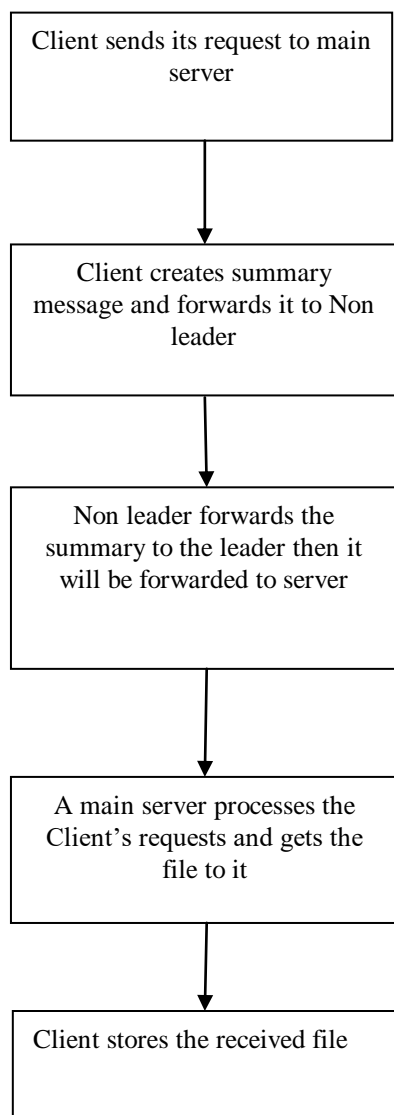 Client sends its request to main
server
Client creates summary
message and forwards it to Non
leader
Non leader forwards the
summary to the leader then it
will be forwarded to server
A main server processes the
Client’s requests and gets the
file to it
Client stores the received file